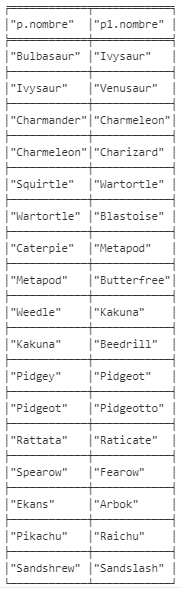 "p.nombre" "p1.nombre"
"Bulbasaur" "Ivysaur"
"Ivysaur" "Venusaur"
"Charmander" "Charmeleon"
"Charmeleon" "Charizard"
"Squirtle" "Wartortle"
"Wartortle" "Blastoise"
"Caterpie" "Metapod"
"Metapod" "Butterfree"
"Weedle" "Kakuna"
"Kakuna" "Beedrill"
"Pidgey" "Pidgeot"
"Pidgeot" "Pidgeotto"
"Rattata" "Raticate"
"Spearow" "Fearow"
"Ekans" "Arbok"
"Pikachu" "Raichu"
"Sandshrew" "Sandslash"